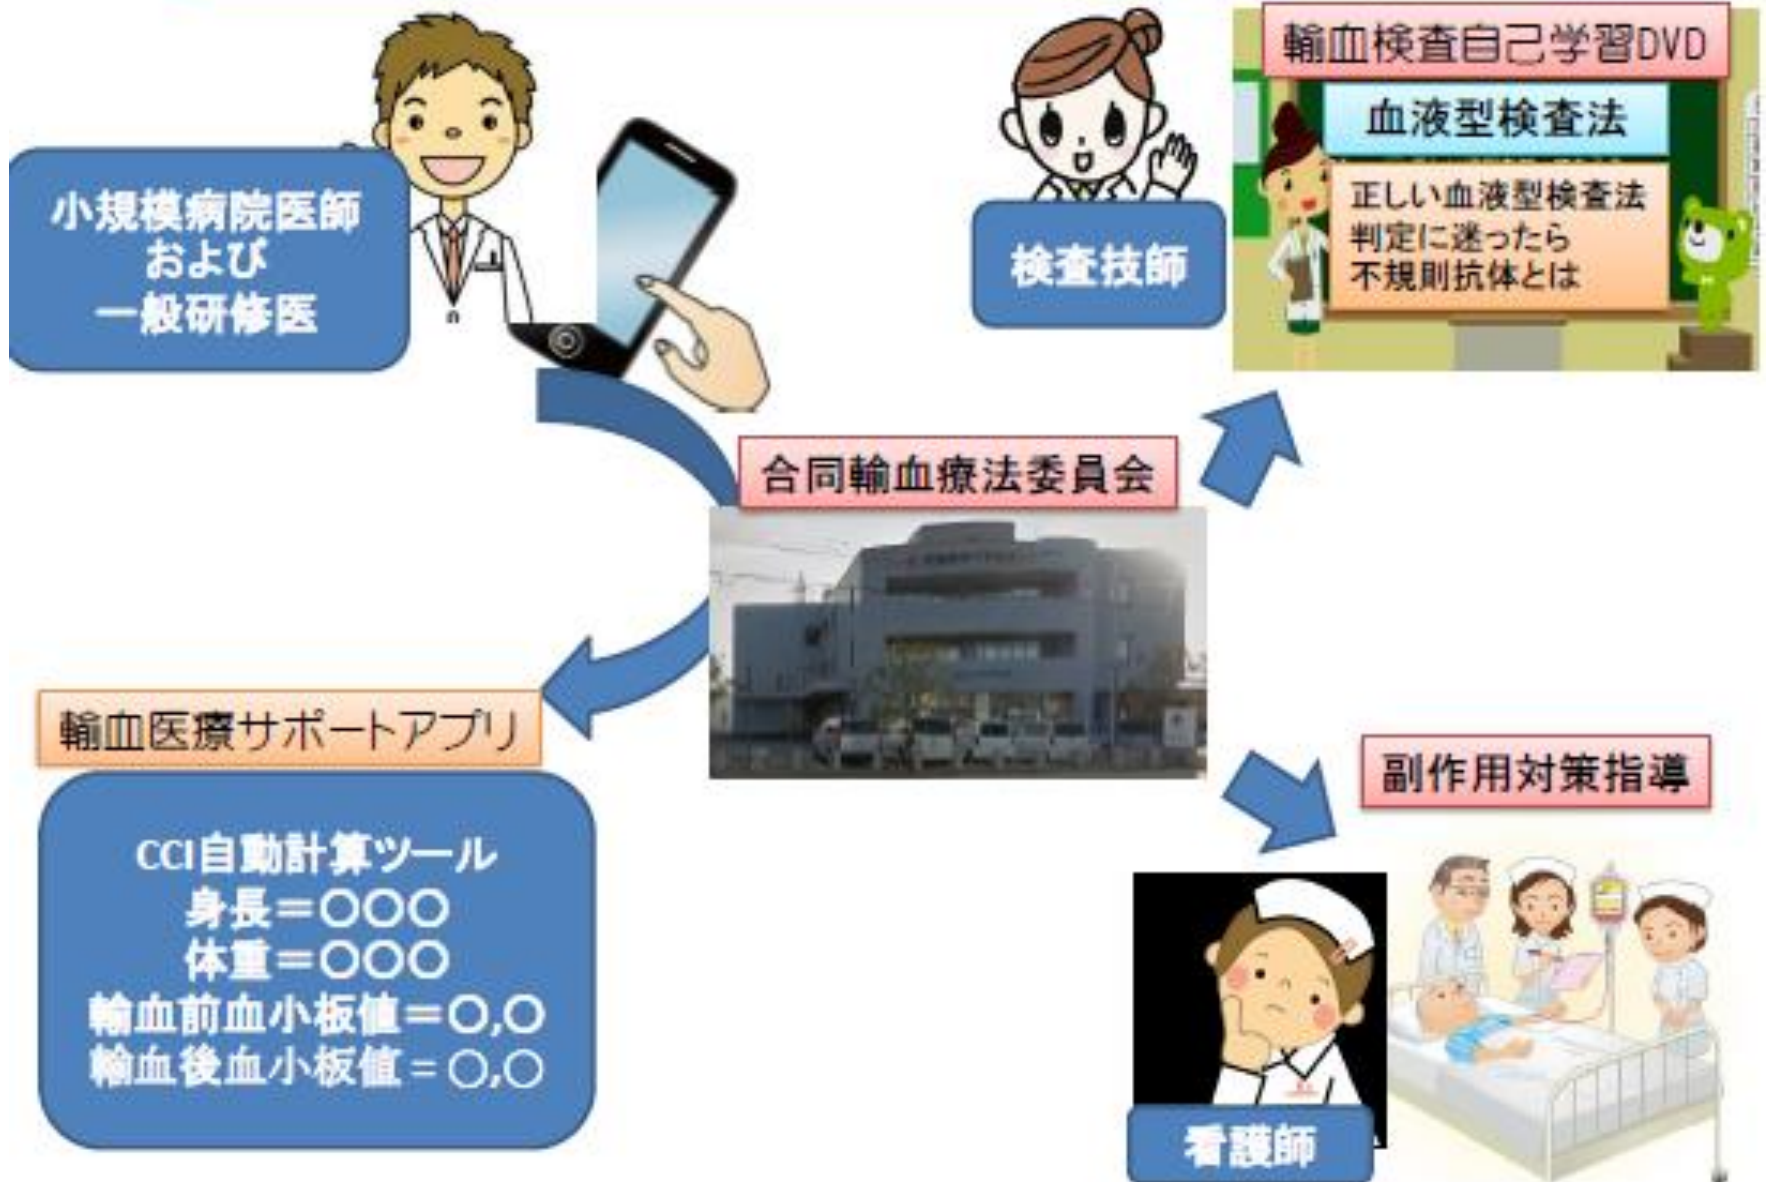 小規模病院医師
および
一般研修医
検査技師
輸血検査自己学習DVD
血液型検査法
正しい血液型検査法
判定に迷ったら
不規則抗体とは
合同輸血療法委員会
輸血医療サポートアプリ
CCI自動計算ツール
身長＝〇〇〇
体重＝〇〇〇
輸血前血小板値＝〇,〇
輸血後血小板値＝〇,〇
副作用対策指導
看護師